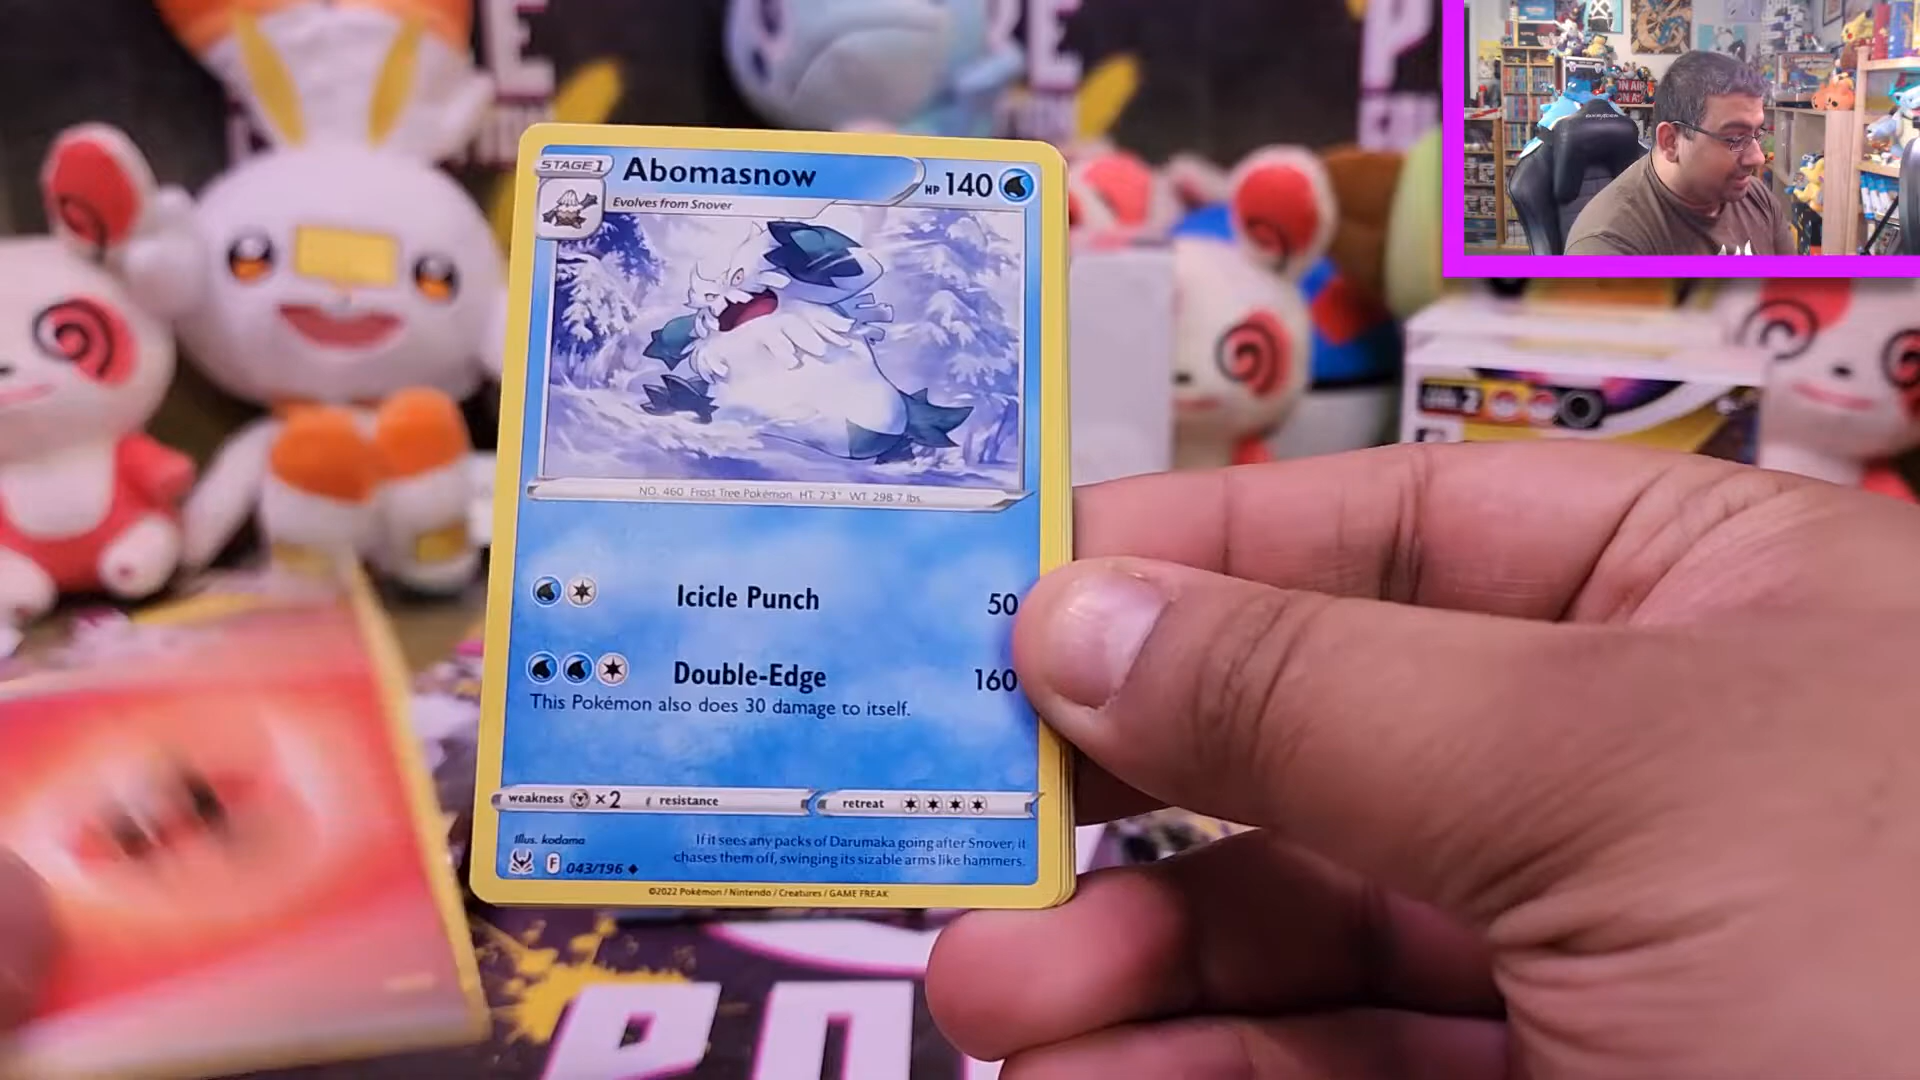 STAGE 1
Abomasnow
HP 140
Evolves from Snover
NO. 460 Frost Tree Pokémon HT. 7'3" WT. 298.7 lbs.
Icicle Punch 50
Double-Edge 160
This Pokémon also does 30 damage to itself.
weakness ×2 resistance retreat
Illus. kodama
If it sees any packs of Darumaka going after Snover, it
chases them off, swinging its sizable arms like hammers.
F 043/196
©2022 Pokémon / Nintendo / Creatures / GAME FREAK
ON AIR